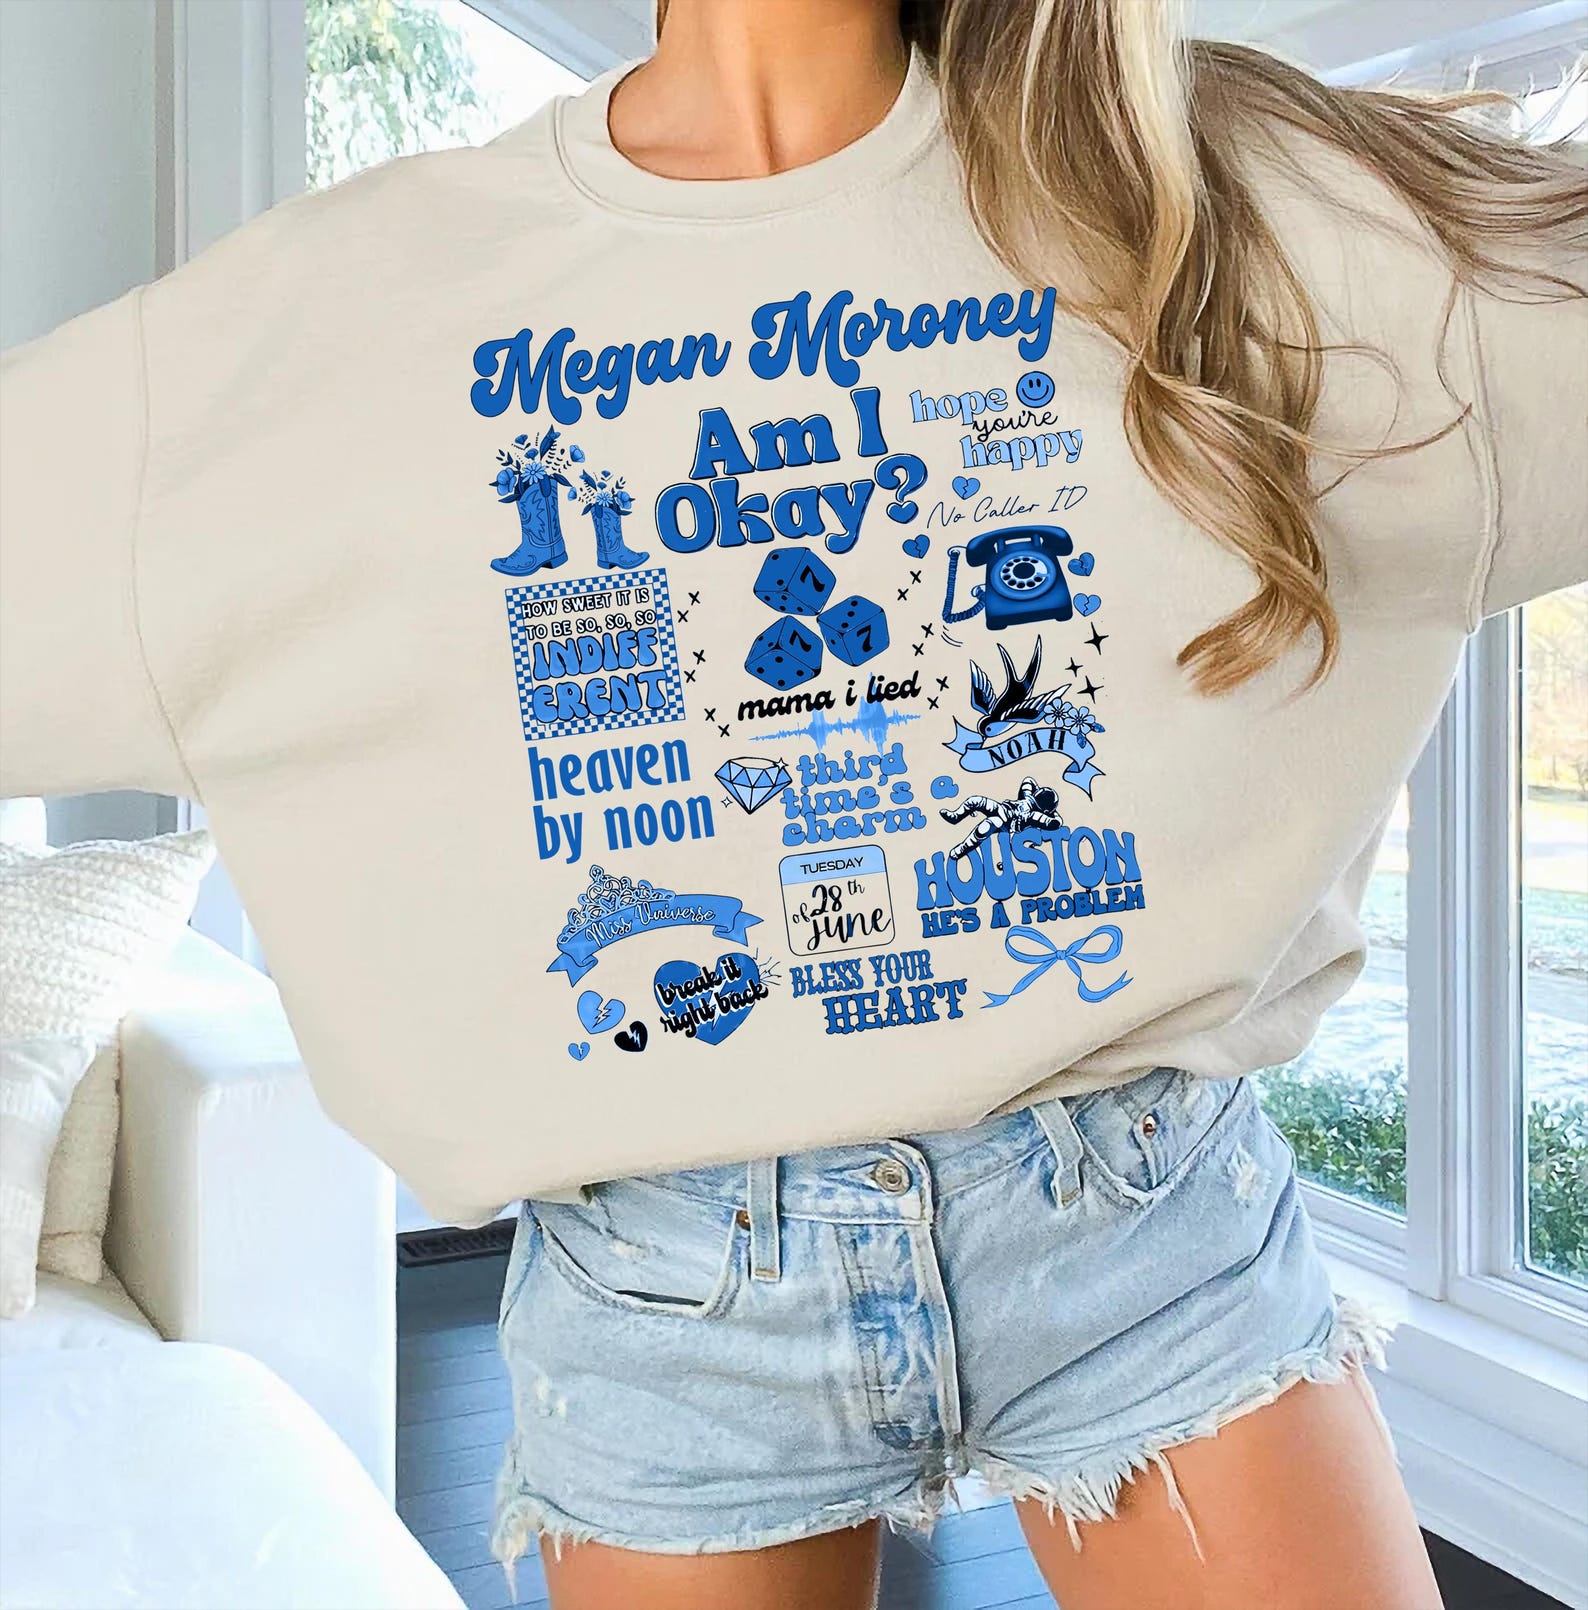 Megan Moroney
Am I
Okay?
hope
you're
happy
No Caller ID
HOW SWEET IT IS
TO BE SO, SO, SO
INDIFF
ERENT
7
7
7
mama i lied
NOAH
heaven
by noon
third
time's a
charm
HOUSTON
HE'S A PROBLEM
Miss Universe
TUESDAY
28th
of
June
break it
right back
BLESS YOUR
HEART